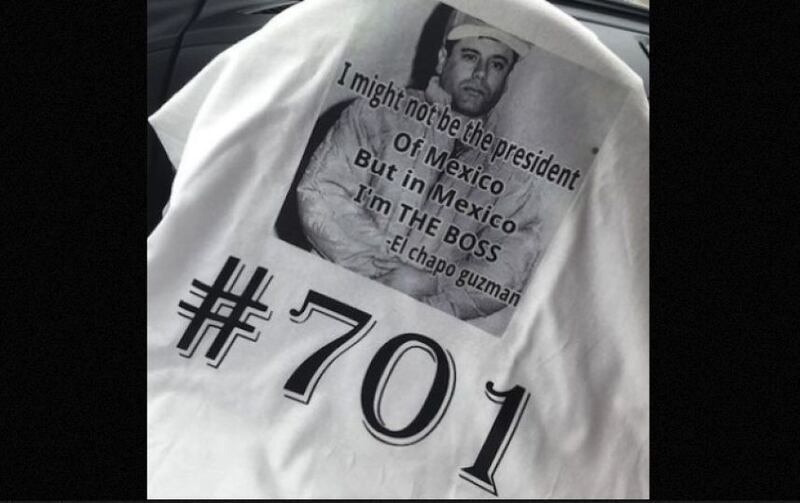 I might not be the president
Of Mexico
But in Mexico
I'm THE BOSS
-El chapo guzman
#701